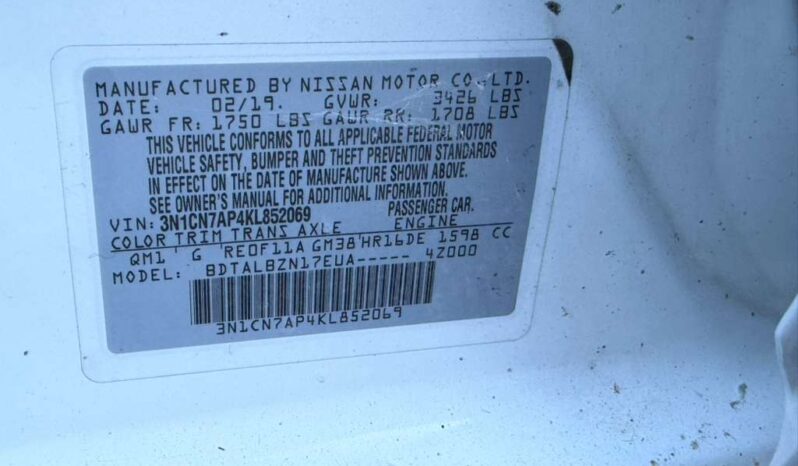 MANUFACTURED BY NISSAN MOTOR CO., LTD.
DATE: 02/19. GVWR: 3426 LBS
GAWR FR: 1750 LBS GAWR RR: 1708 LBS
THIS VEHICLE CONFORMS TO ALL APPLICABLE FEDERAL MOTOR
VEHICLE SAFETY, BUMPER AND THEFT PREVENTION STANDARDS
IN EFFECT ON THE DATE OF MANUFACTURE SHOWN ABOVE.
SEE OWNER'S MANUAL FOR ADDITIONAL INFORMATION.
VIN: 3N1CN7AP4KL852069 PASSENGER CAR.
COLOR TRIM TRANS AXLE ENGINE
QM1 G RE0F11A GM38 HR16DE 1598 CC
MODEL: BDTALBZN17EUA----- 4Z000
3N1CN7AP4KL852069